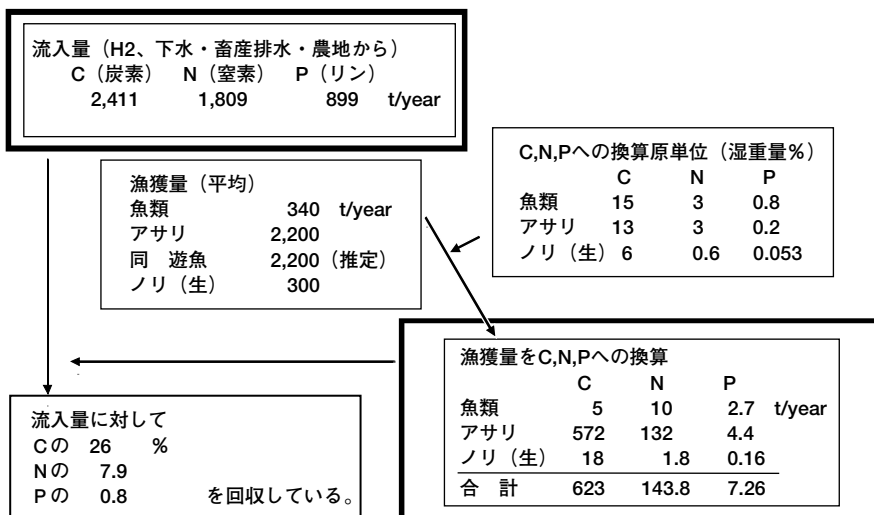 流入量（H2、下水・畜産排水・農地から）
C（炭素） N（窒素） P（リン）
2,411 1,809 899 t/year
C,N,Pへの換算原単位（湿重量%）
C N P
魚類 15 3 0.8
アサリ 13 3 0.2
ノリ（生） 6 0.6 0.053
漁獲量（平均）
魚類 340 t/year
アサリ 2,200
同 遊魚 2,200（推定）
ノリ（生） 300
漁獲量をC,N,Pへの換算
C N P
魚類 5 10 2.7 t/year
アサリ 572 132 4.4
ノリ（生） 18 1.8 0.16
合 計 623 143.8 7.26
流入量に対して
Cの 26 %
Nの 7.9
Pの 0.8 を回収している。